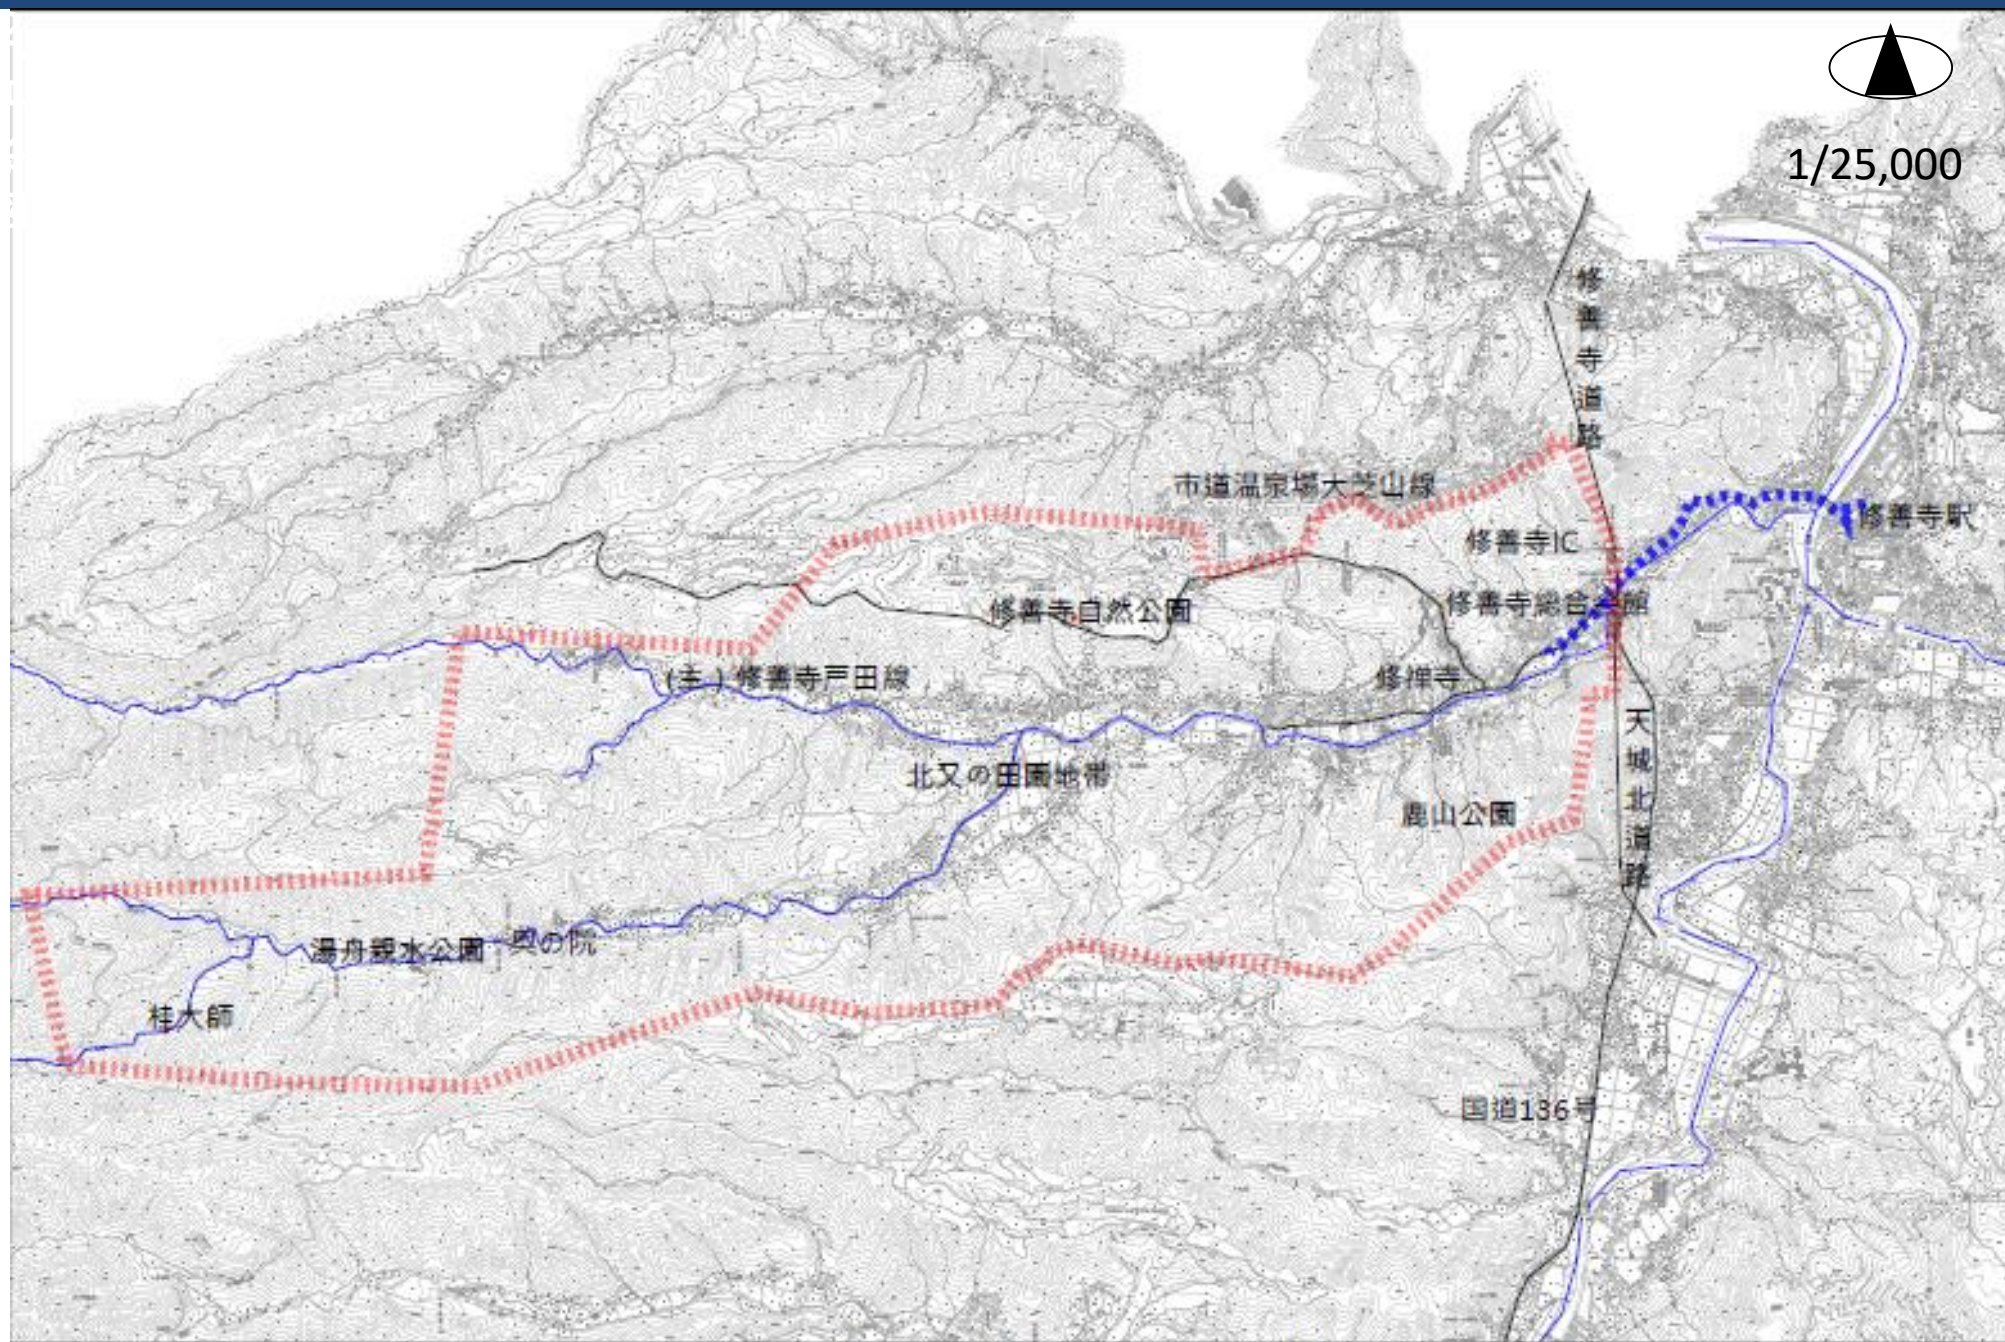 1/25,000
修善寺道路
市道温泉場大芝山線
修善寺駅
修善寺IC
修善寺総合会館
修善寺自然公園
(主)修善寺戸田線
修禅寺
天城北道路
北又の田園地帯
鹿山公園
湯舟親水公園
奥の院
桂大師
国道136号